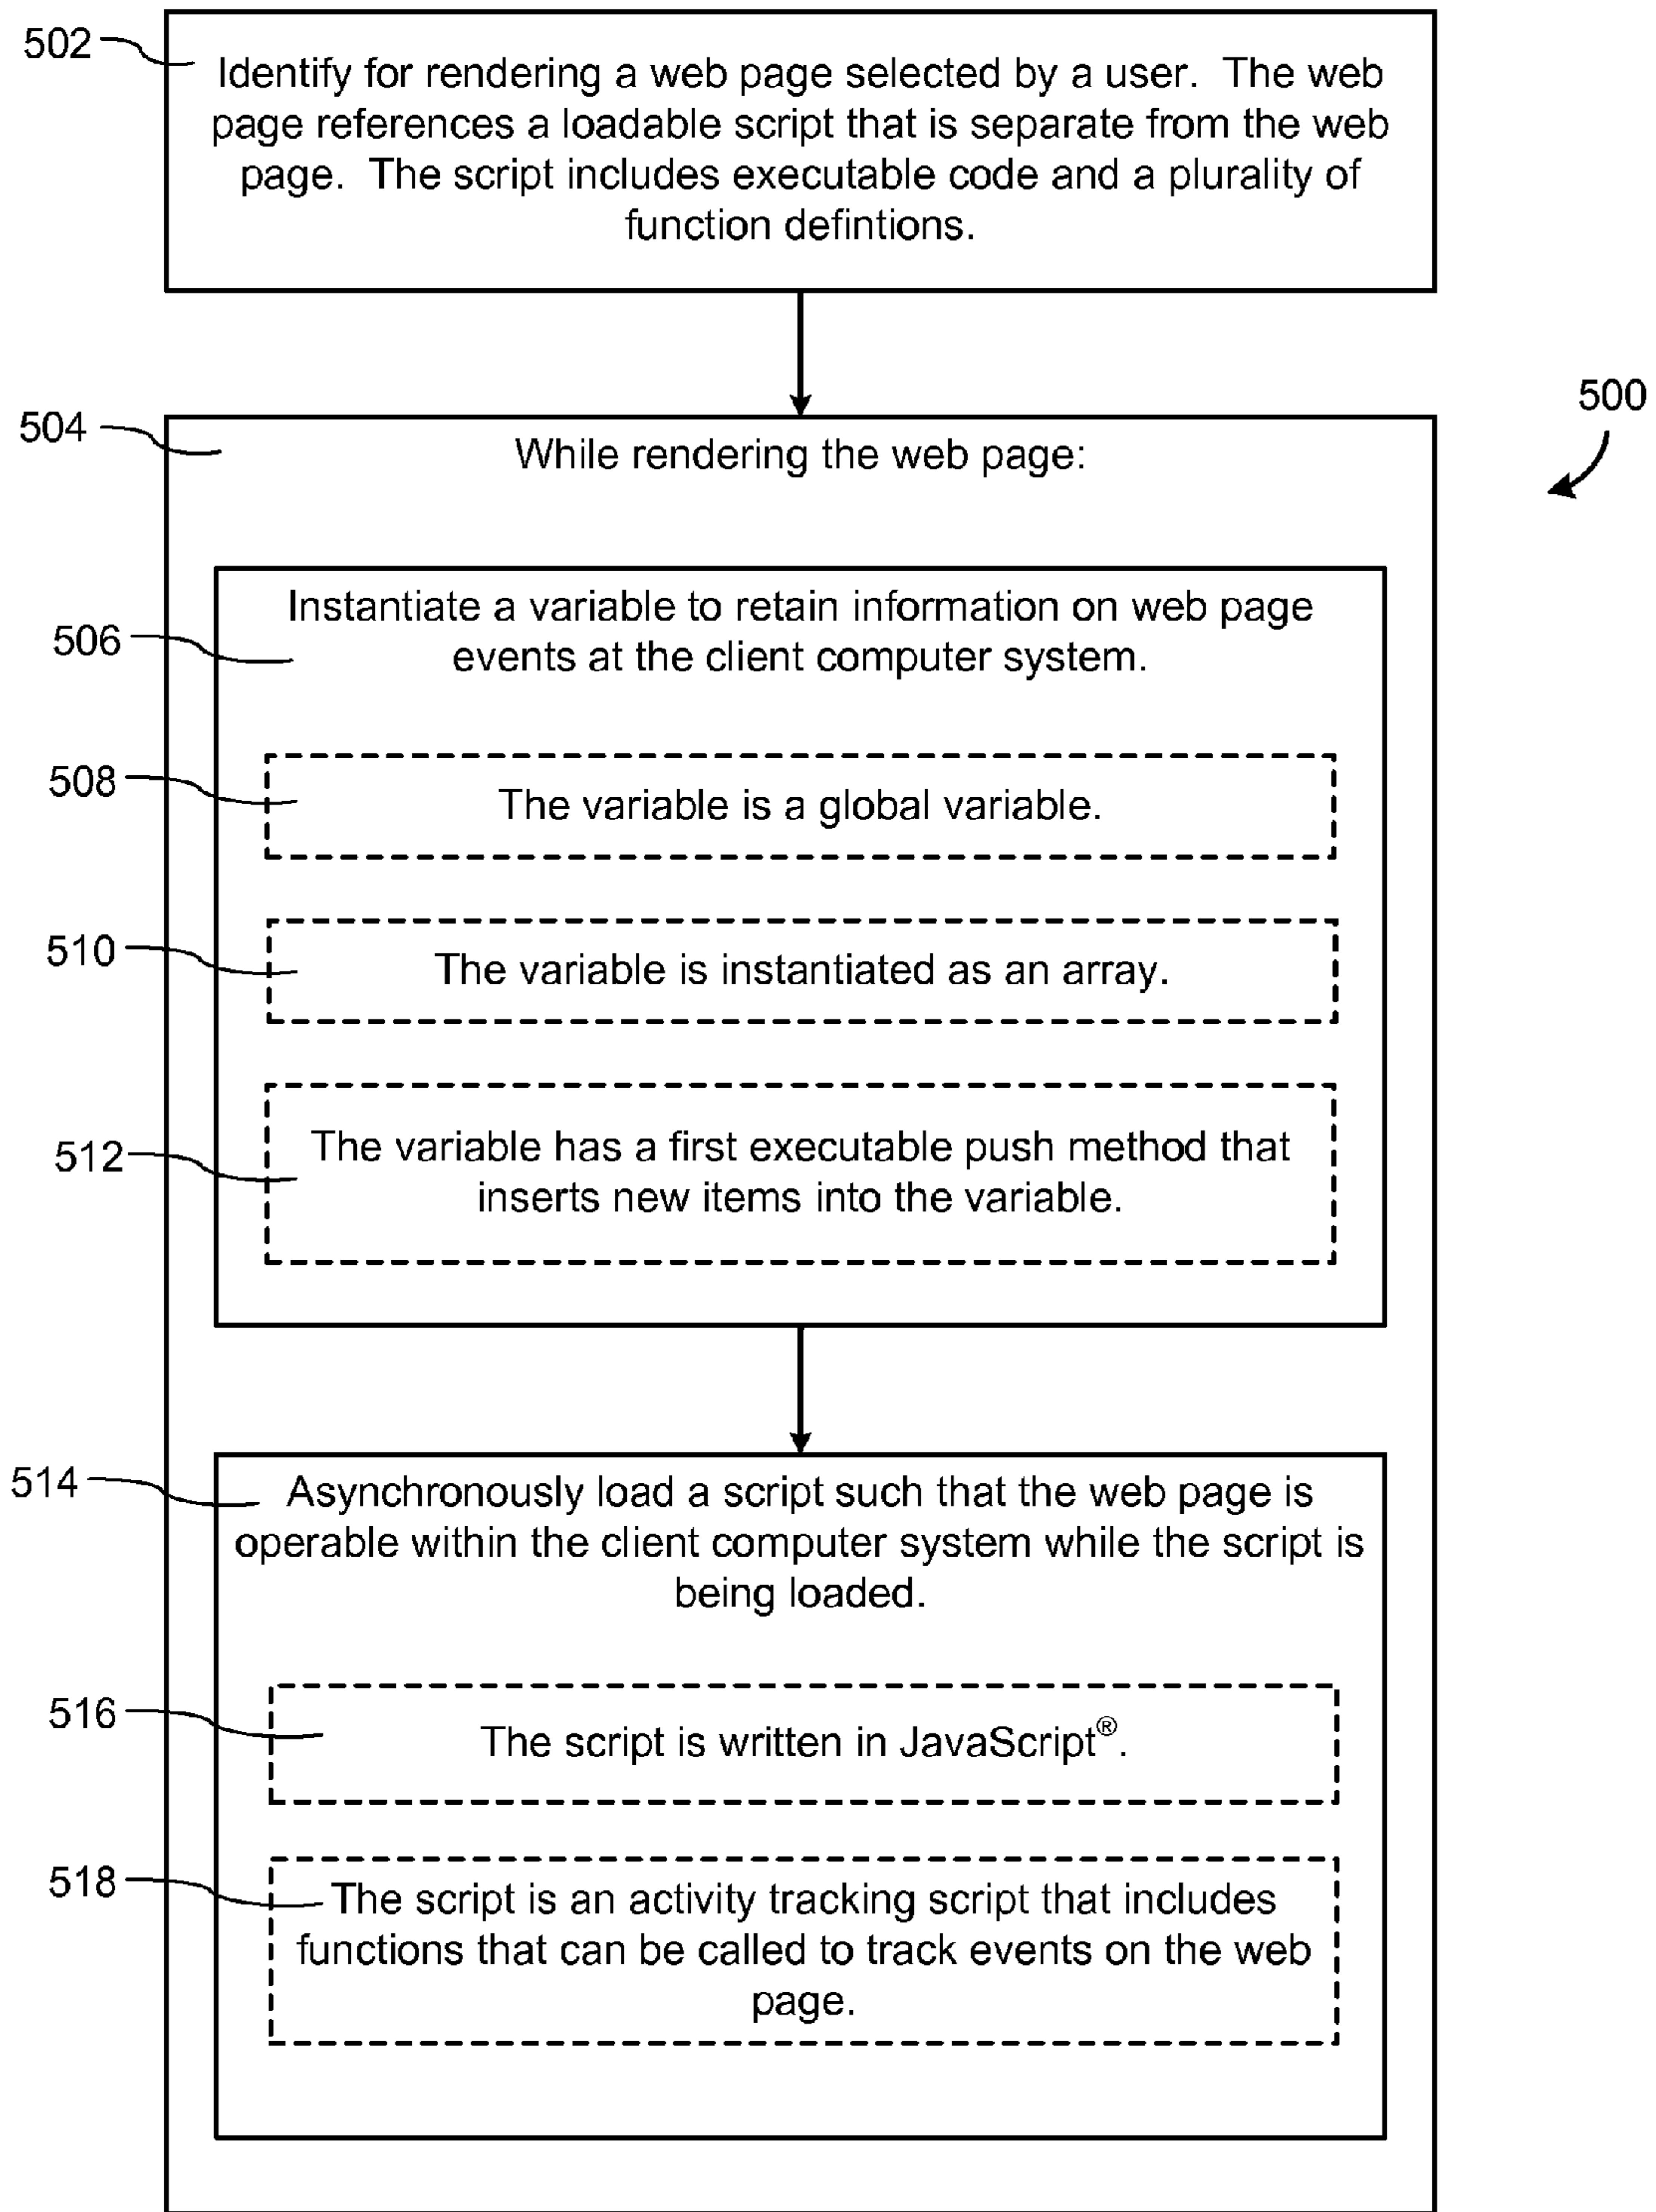 502
Identify for rendering a web page selected by a user. The web
page references a loadable script that is separate from the web
page. The script includes executable code and a plurality of
function defintions.
500
504
While rendering the web page:
506
Instantiate a variable to retain information on web page
events at the client computer system.
508
The variable is a global variable.
510
The variable is instantiated as an array.
512
The variable has a first executable push method that
inserts new items into the variable.
514
Asynchronously load a script such that the web page is
operable within the client computer system while the script is
being loaded.
516
The script is written in JavaScript®.
518
The script is an activity tracking script that includes
functions that can be called to track events on the web
page.